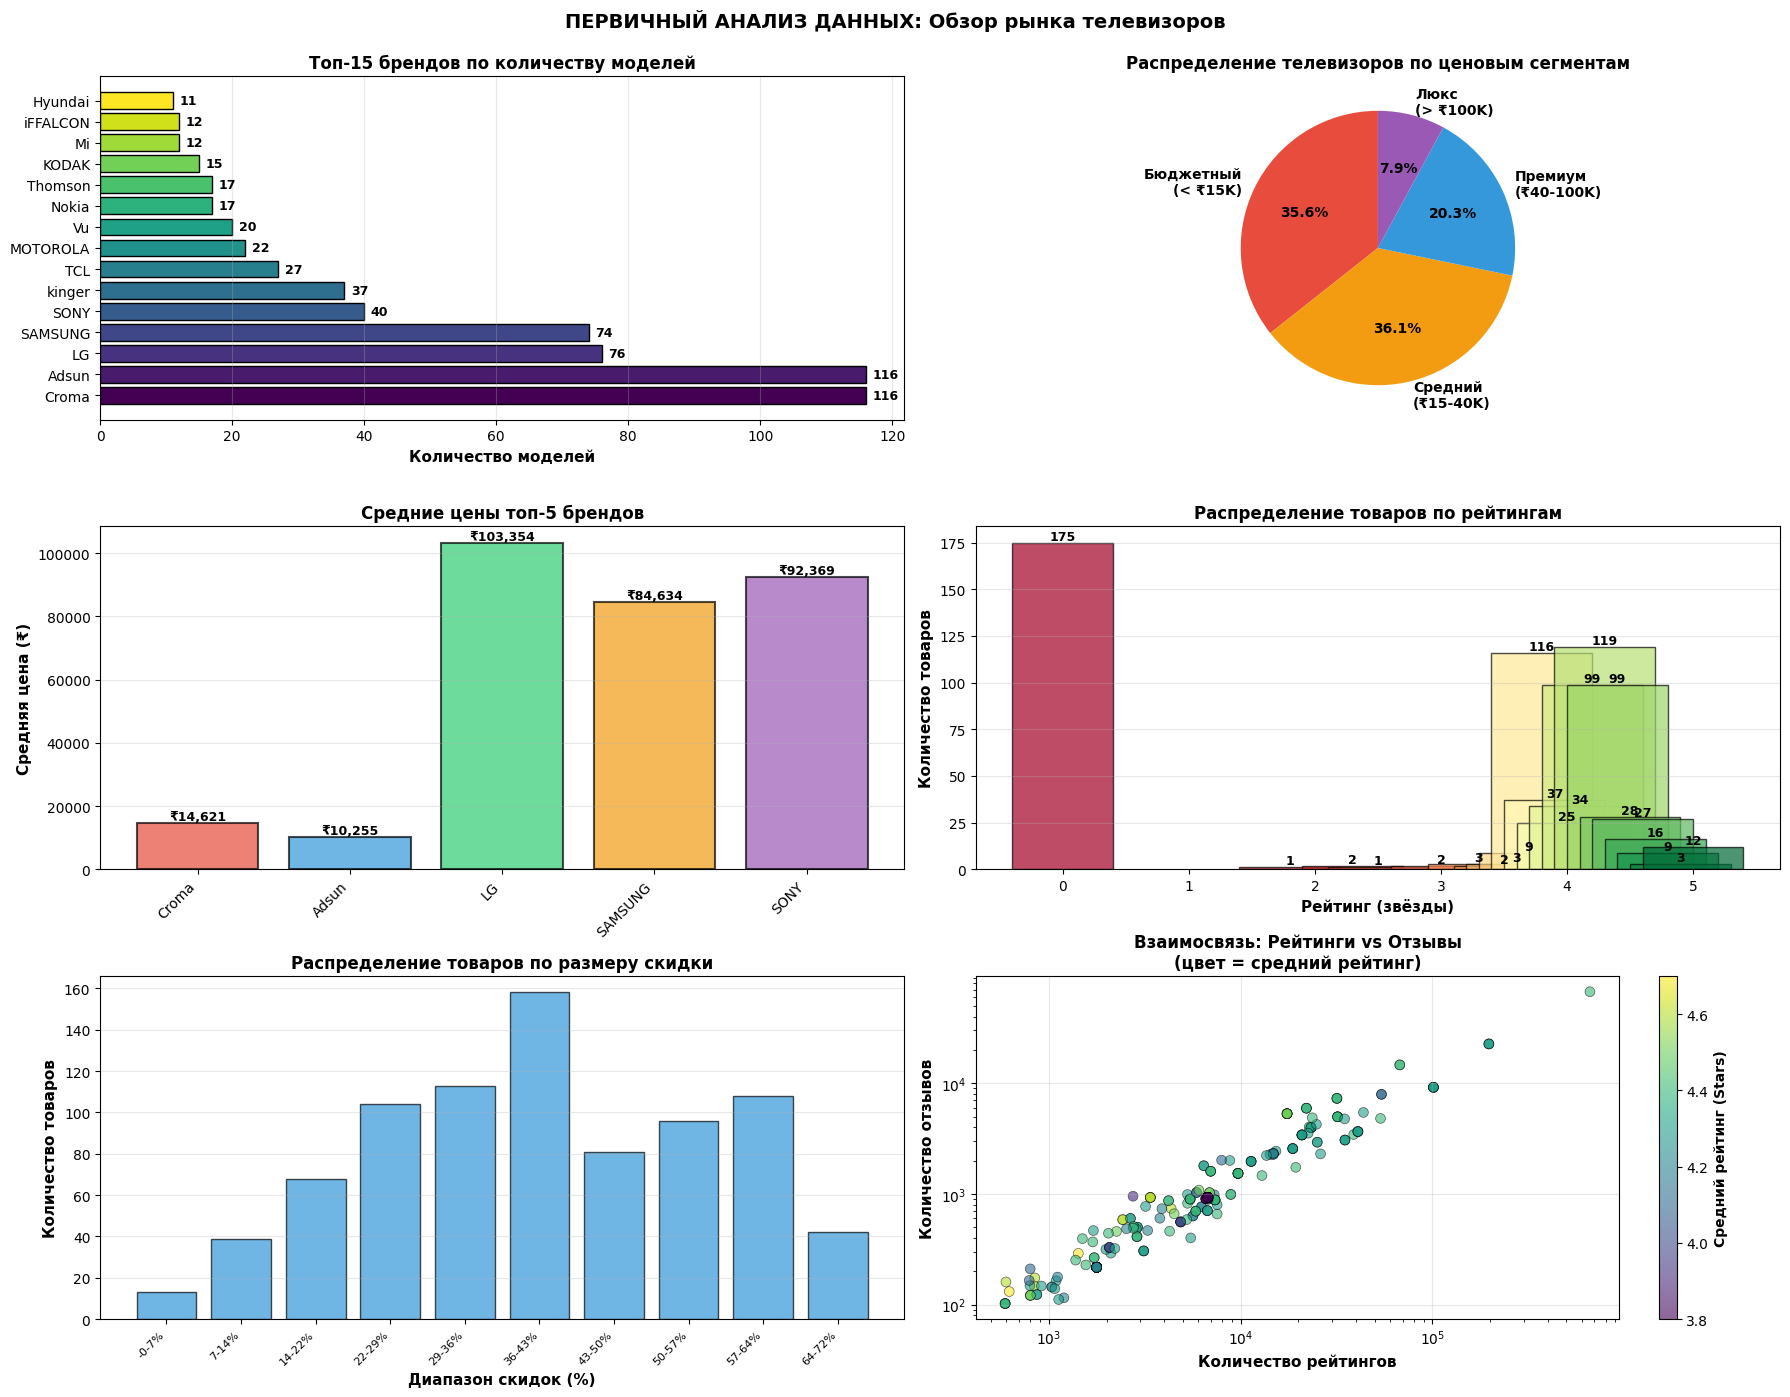 ПЕРВИЧНЫЙ АНАЛИЗ ДАННЫХ: Обзор рынка телевизоров
Топ-15 брендов по количеству моделей
Hyundai 11
iFFALCON 12
Mi 12
KODAK 15
Thomson 17
Nokia 17
Vu 20
MOTOROLA 22
TCL 27
kinger 37
SONY 40
SAMSUNG 74
LG 76
Adsun 116
Croma 116
0 20 40 60 80 100 120
Количество моделей
Распределение телевизоров по ценовым сегментам
Люкс
(> ₹100K)
7.9%
Бюджетный
(< ₹15K)
35.6%
Премиум
(₹40-100K)
20.3%
36.1%
Средний
(₹15-40K)
Средние цены топ-5 брендов
Средняя цена (₹)
100000
80000
60000
40000
20000
0
₹14,621
₹10,255
₹103,354
₹84,634
₹92,369
Croma
Adsun
LG
SAMSUNG
SONY
Распределение товаров по рейтингам
Количество товаров
175
150
125
100
75
50
25
0
175
1
2
1
2
3
2
3
9
116
37
25
34
99
119
99
28
27
16
9
3
12
0 1 2 3 4 5
Рейтинг (звёзды)
Распределение товаров по размеру скидки
Количество товаров
160
140
120
100
80
60
40
20
0
-0-7%
7-14%
14-22%
22-29%
29-36%
36-43%
43-50%
50-57%
57-64%
64-72%
Диапазон скидок (%)
Взаимосвязь: Рейтинги vs Отзывы
(цвет = средний рейтинг)
Количество отзывов
10⁴
10³
10²
10³ 10⁴ 10⁵
Количество рейтингов
4.6
4.4
4.2
4.0
3.8
Средний рейтинг (Stars)